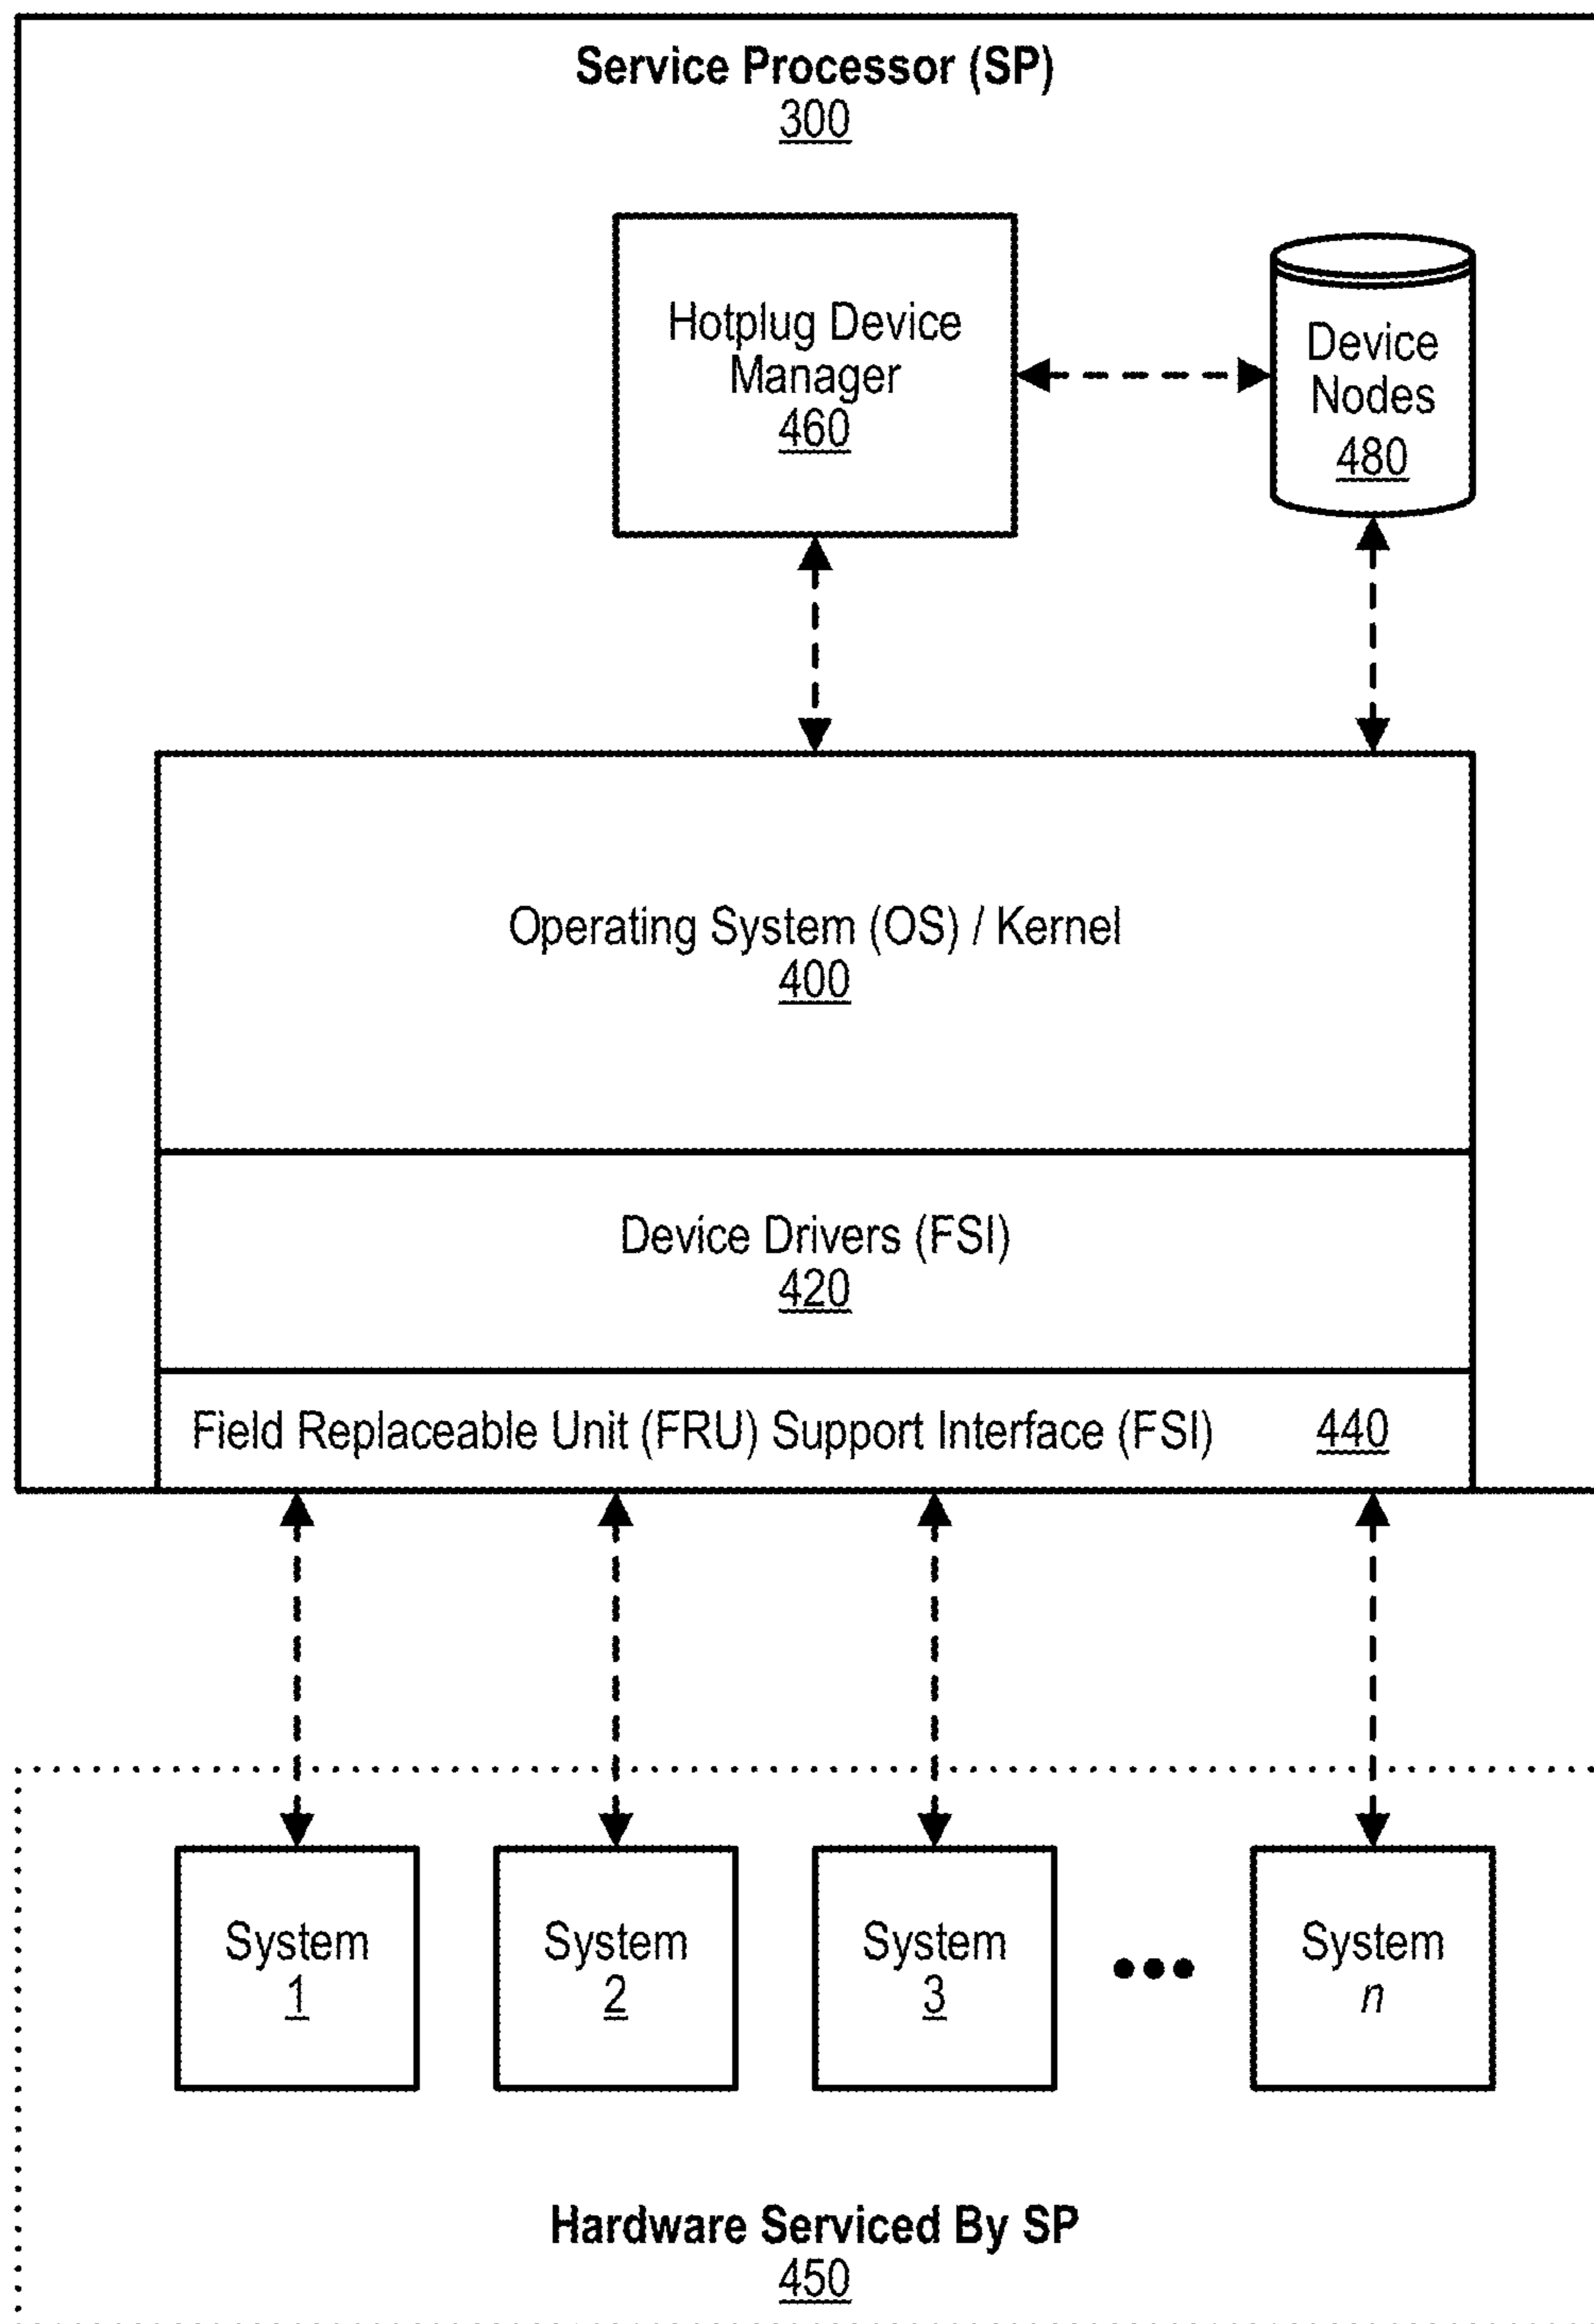 Service Processor (SP)
300
Hotplug Device
Manager
460
Device
Nodes
480
Operating System (OS) / Kernel
400
Device Drivers (FSI)
420
Field Replaceable Unit (FRU) Support Interface (FSI) 440
System
1
System
2
System
3
System
n
Hardware Serviced By SP
450